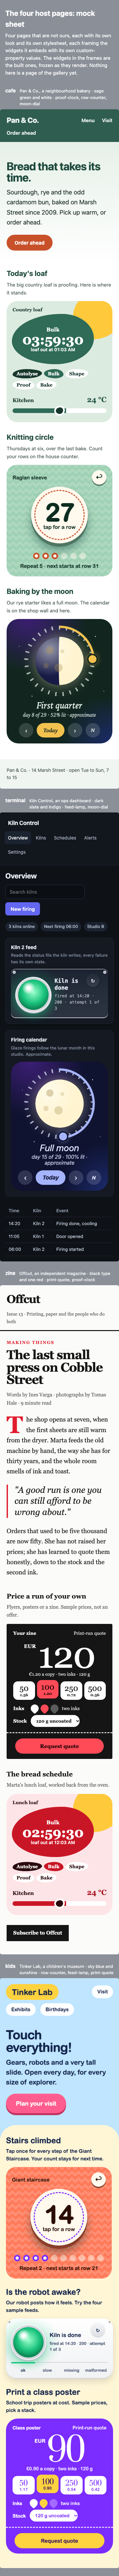 The four host pages: mock
sheet
Four pages that are not ours, each with its own
look and its own stylesheet, each framing the
widgets it embeds with its own custom-
property values. The widgets in the frames are
the built ones, frozen as they render. Nothing
here is a page of the gallery yet.
cafe Pan & Co., a neighbourhood bakery · sage
green and white · proof-clock, row-counter,
moon-dial
Pan & Co. Menu Visit
Order ahead
Bread that takes its
time.
Sourdough, rye and the odd
cardamom bun, baked on Marsh
Street since 2009. Pick up warm,
or order ahead.
Order ahead
Today's loaf
The big country loaf is proofing. Here is where
it stands.
Country loaf
Bulk
03:59:30
loaf out at 01:03 AM
Autolyse Bulk Shape
Proof Bake
Kitchen 24 °C
Knitting circle
Thursdays at six, over the last bake. Count
your rows on the house counter.
Raglan sleeve
27
tap for a row
Repeat 5 · next starts at row 31
Baking by the moon
Our rye starter likes a full moon. The calendar
is the shop wall and here.
First quarter
day 8 of 29 · 52% lit ·
approximate
‹ Today › N
Pan & Co. · 14 Marsh Street · open Tue to Sun, 7
to 15
terminal Kiln Control, an ops dashboard · dark
slate and indigo · feed-lamp, moon-dial
Kiln Control
Overview Kilns Schedules Alerts
Settings
Overview
Search kilns
New firing
3 kilns online Next firing 06:00 Studio B
Kiln 2 feed
Reads the status file the kiln writes; every failure
has its own state.
Kiln is
done
fired at 14:20 ·
200 · attempt 1 of
3
Firing calendar
Glaze firings follow the lunar month in this
studio. Approximate.
Full moon
day 15 of 29 · 100% lit ·
approximate
‹ Today › N
Time Kiln Event
14:20 Kiln 2 Firing done, cooling
11:05 Kiln 1 Door opened
06:00 Kiln 2 Firing started
zine Offcut, an independent magazine · black type
and one red · print-quote, proof-clock
Offcut
Issue 13 · Printing, paper and the people who do
both
MAKING THINGS
The last small
press on Cobble
Street
Words by Inez Varga · photographs by Tomas
Hale · 9 minute read
The shop opens at seven, when
the first sheets are still warm
from the dryer. Marta feeds the old
machine by hand, the way she has for
thirty years, and the whole room
smells of ink and toast.
"A good run is one you
can still afford to be
wrong about."
Orders that used to be five thousand
are now fifty. She has not raised her
prices; she has learned to quote them
honestly, down to the stock and the
second ink.
Price a run of your own
Flyers, posters or a zine. Sample prices, not an
offer.
Your zine Print-run quote
EUR 120
€1.20 a copy · two inks · 120 g
50 100 250 500
Inks two inks
Stock 120 g uncoated
Request quote
The bread schedule
Marta's lunch loaf, worked back from the oven.
Lunch loaf
Bulk
02:59:30
loaf out at 01:03 AM
Autolyse Bulk Shape
Proof Bake
Kitchen 24 °C
Subscribe to Offcut
kids Tinker Lab, a children's museum · sky blue and
sunshine · row-counter, feed-lamp, print-quote
Tinker Lab Visit
Exhibits Birthdays
Touch
everything!
Gears, robots and a very tall
slide. Open every day, for every
size of explorer.
Plan your visit
Stairs climbed
Tap once for every step of the Giant
Staircase. Your count stays for next time.
Giant staircase
14
tap for a row
Repeat 2 · next starts at row 21
Is the robot awake?
Our robot posts how it feels. Try the four
sample feeds.
Kiln is done
fired at 14:20 · 200 · attempt
1 of 3
ok slow missing malformed
Print a class poster
School trip posters at cost. Sample prices,
pick a stack.
Class poster Print-run quote
EUR 90
€0.90 a copy · two inks · 120 g
50 100 250 500
Inks two inks
Stock 120 g uncoated
Request quote